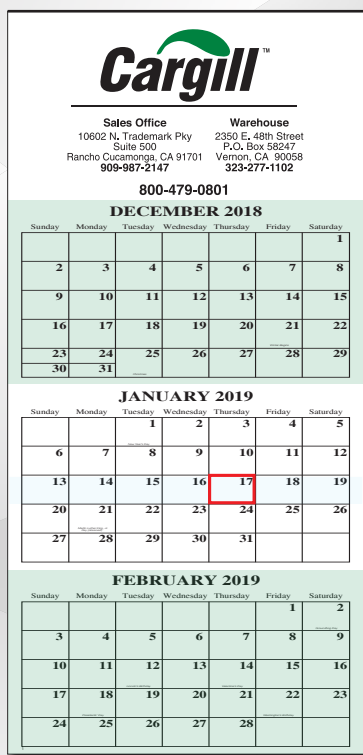 Cargill™
Sales Office
10602 N. Trademark Pky
Suite 500
Rancho Cucamonga, CA 91701
909-987-2147
Warehouse
2350 E. 48th Street
P.O. Box 58247
Vernon, CA 90058
323-277-1102
800-479-0801
DECEMBER 2018
Sunday Monday Tuesday Wednesday Thursday Friday Saturday
1
2 3 4 5 6 7 8
9 10 11 12 13 14 15
16 17 18 19 20 21 22
23 24 25 26 27 28 29
30 31
Christmas
JANUARY 2019
Sunday Monday Tuesday Wednesday Thursday Friday Saturday
1 2 3 4 5
New Year's Day
6 7 8 9 10 11 12
13 14 15 16 17 18 19
20 21 22 23 24 25 26
27 28 29 30 31
FEBRUARY 2019
Sunday Monday Tuesday Wednesday Thursday Friday Saturday
1 2
Groundhog Day
3 4 5 6 7 8 9
10 11 12 13 14 15 16
17 18 19 20 21 22 23
24 25 26 27 28